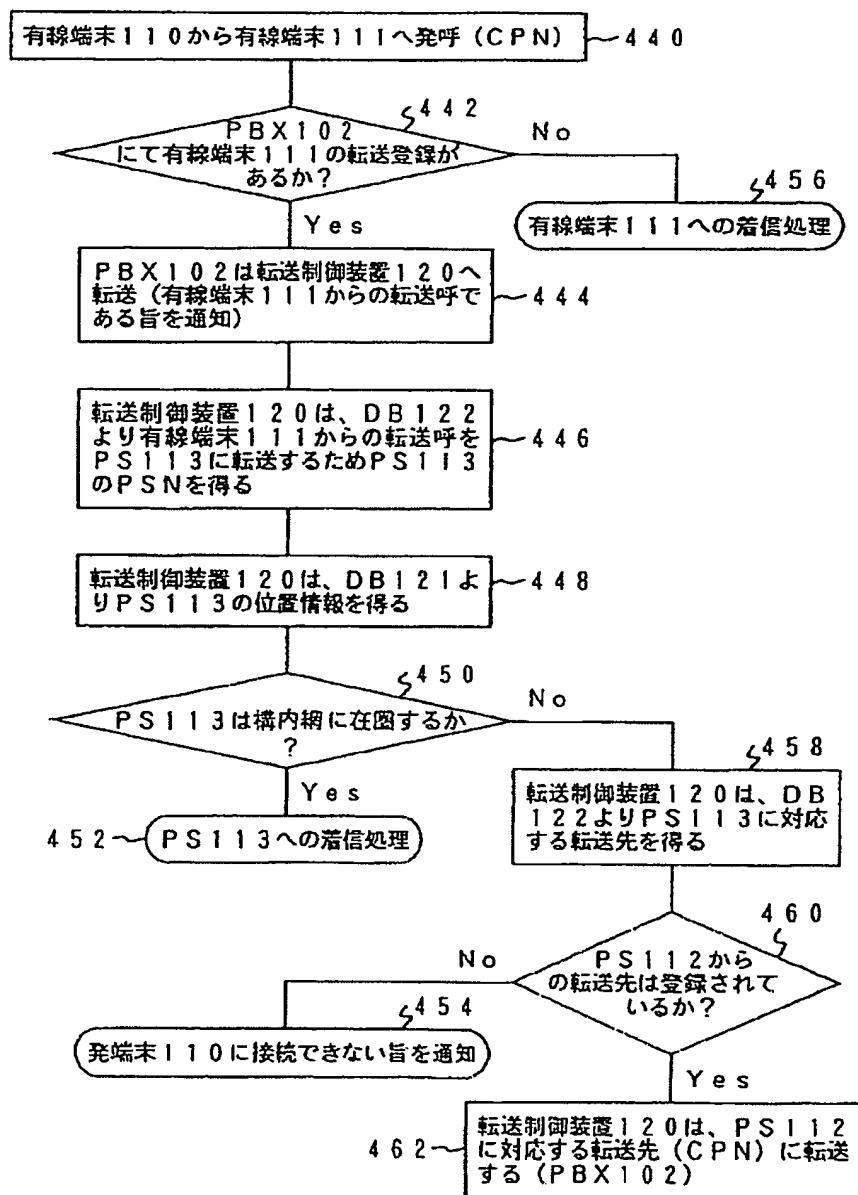 有線端末110から有線端末111へ発呼（CPN）
440
442
PBX102
にて有線端末111の転送登録が
あるか？
No
Yes
456
有線端末111への着信処理
PBX102は転送制御装置120へ
転送（有線端末111からの転送呼で
ある旨を通知）
444
転送制御装置120は、DB122
より有線端末111からの転送呼を
PS113に転送するためPS113
のPSNを得る
446
転送制御装置120は、DB121よ
りPS113の位置情報を得る
448
450
PS113は構内網に在圏するか
？
No
Yes
452
PS113への着信処理
458
転送制御装置120は、DB
122よりPS113に対応
する転送先を得る
460
PS112から
の転送先は登録されて
いるか？
No
454
発端末110に接続できない旨を通知
Yes
462
転送制御装置120は、PS112
に対応する転送先（CPN）に転送
する（PBX102）